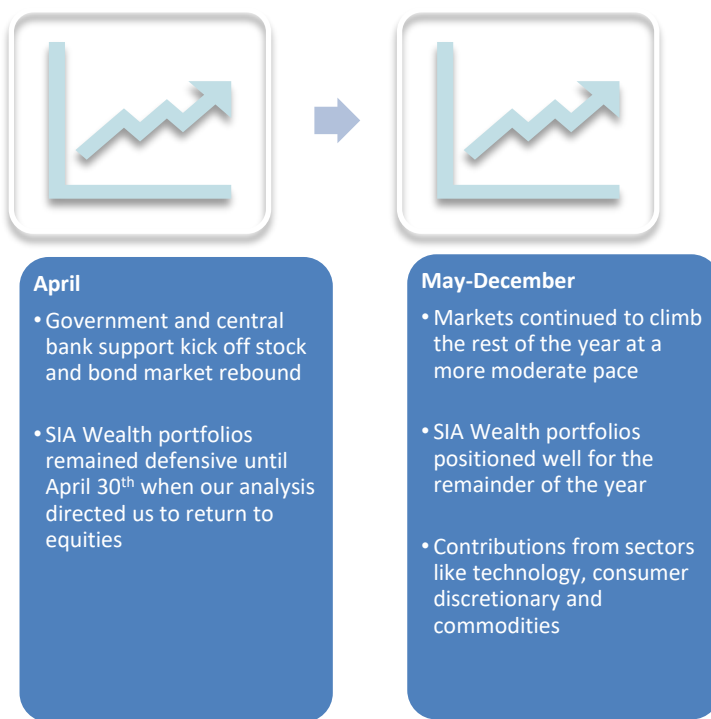 April
• Government and central
bank support kick off stock
and bond market rebound
• SIA Wealth portfolios
remained defensive until
April 30th when our analysis
directed us to return to
equities
May-December
• Markets continued to climb
the rest of the year at a
more moderate pace
• SIA Wealth portfolios
positioned well for the
remainder of the year
• Contributions from sectors
like technology, consumer
discretionary and
commodities